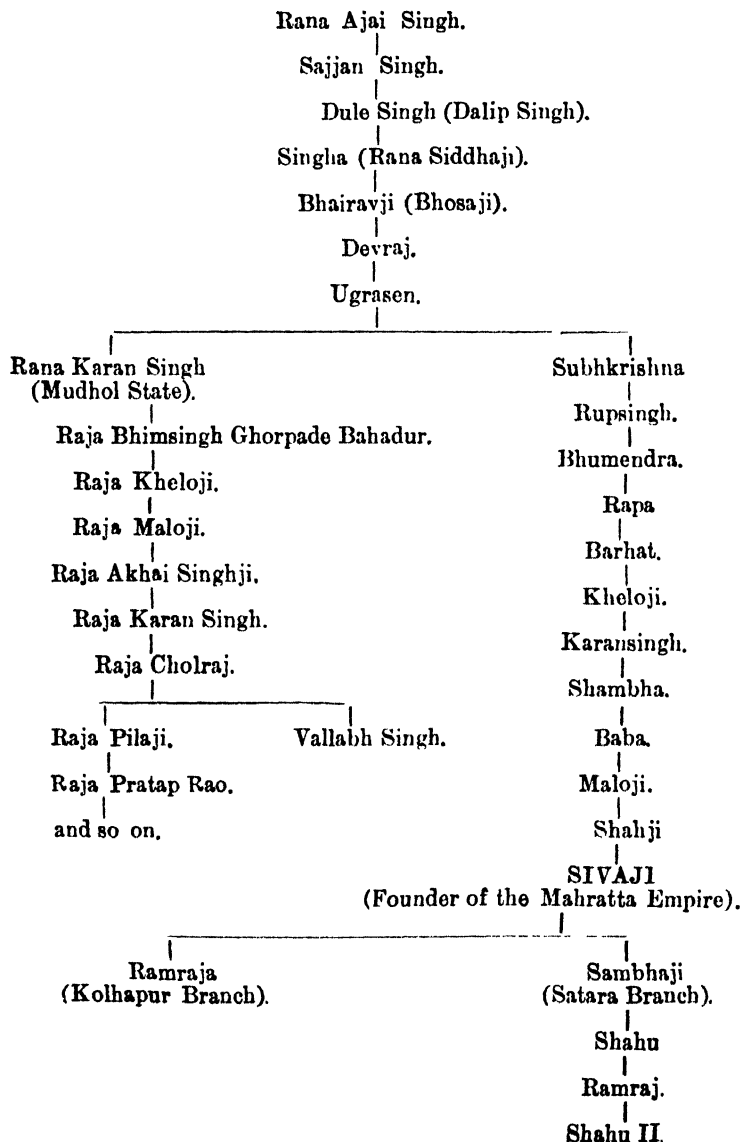 Rana Ajai Singh.
Sajjan Singh.
Dule Singh (Dalip Singh).
Singha (Rana Siddhaji).
Bhairavji (Bhosaji).
Devraj.
Ugrasen.
Rana Karan Singh
(Mudhol State).
Raja Bhimsingh Ghorpade Bahadur.
Raja Kheloji.
Raja Maloji.
Raja Akhai Singhji.
Raja Karan Singh.
Raja Cholraj.
Raja Pilaji.
Vallabh Singh.
Raja Pratap Rao.
and so on.
Subhkrishna
Rupsingh.
Bhumendra.
Rapa
Barhat.
Kheloji.
Karansingh.
Shambha.
Baba.
Maloji.
Shahji
SIVAJI
(Founder of the Mahratta Empire).
Ramraja
(Kolhapur Branch).
Sambhaji
(Satara Branch).
Shahu
Ramraj.
Shahu II.